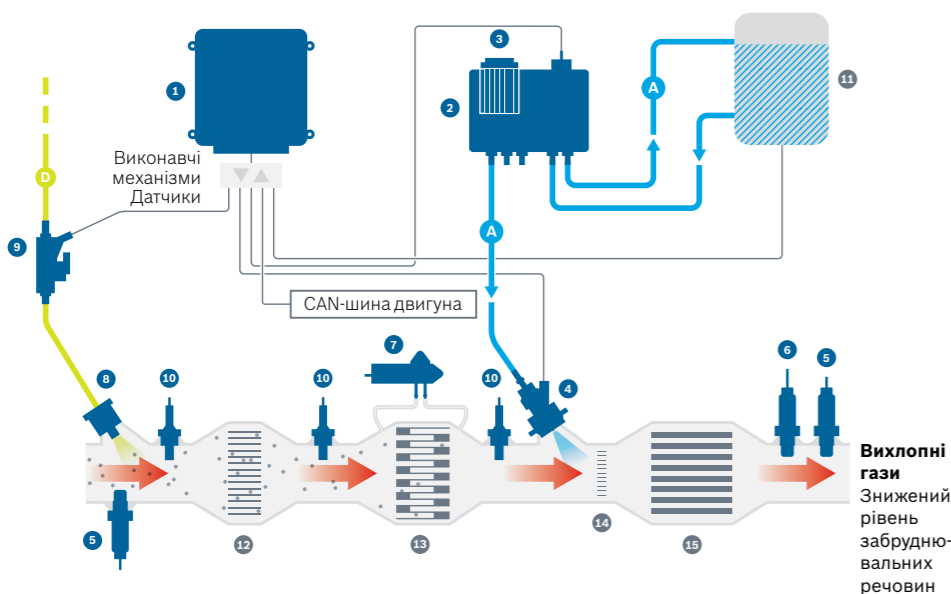 3
1
2
11
A
Виконавчі
механізми
Датчики
D
9
A
CAN-шина двигуна
7
6
5
8
10
10
10
4
Вихлопні
гази
Знижений
рівень
забрудню-
вальних
речовин
5
12
13
14
15